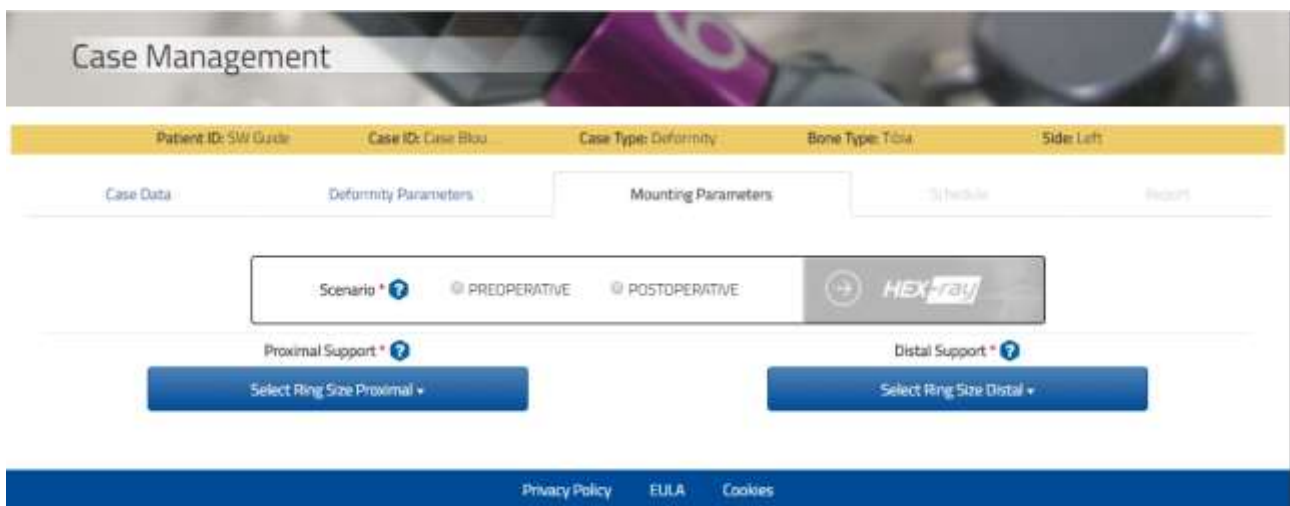 6
Case Management
Patient ID: SW Guide Case ID: Case Blou... Case Type: Deformity Bone Type: Tibia Side: Left
Case Data Deformity Parameters Mounting Parameters Schedule Report
Scenario * ? PREOPERATIVE POSTOPERATIVE HEX-ray
Proximal Support * ? Distal Support * ?
Select Ring Size Proximal Select Ring Size Distal
Privacy Policy EULA Cookies